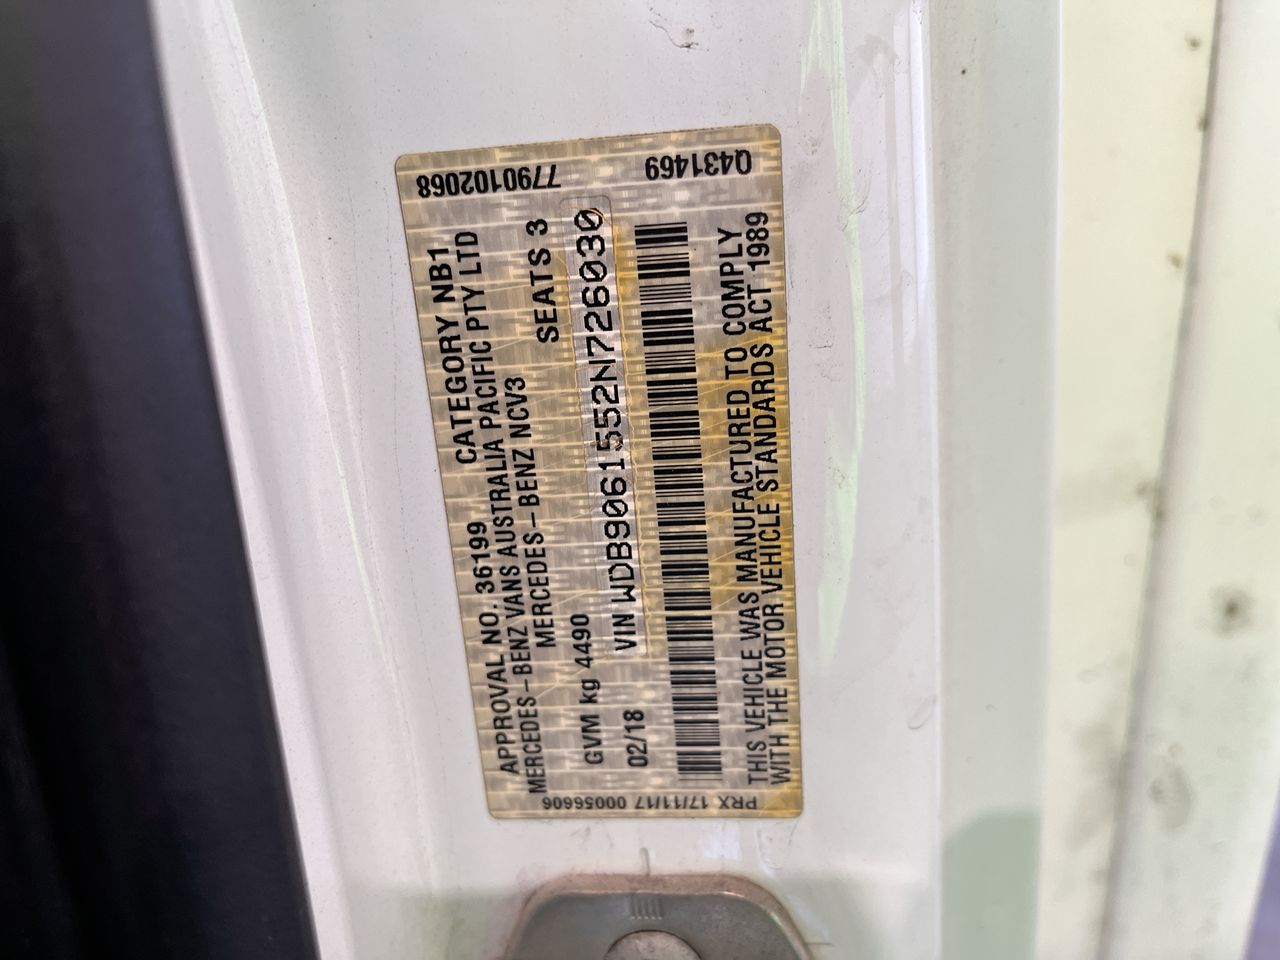 7790102068
Q431469
APPROVAL NO. 36199 CATEGORY NB1
MERCEDES-BENZ VANS AUSTRALIA PACIFIC PTY LTD
MERCEDES-BENZ NCV3
GVM kg 4490 SEATS 3
02/18 VIN WDB9061552N726030
THIS VEHICLE WAS MANUFACTURED TO COMPLY
WITH THE MOTOR VEHICLE STANDARDS ACT 1989
PRX 17/11/17 00056606